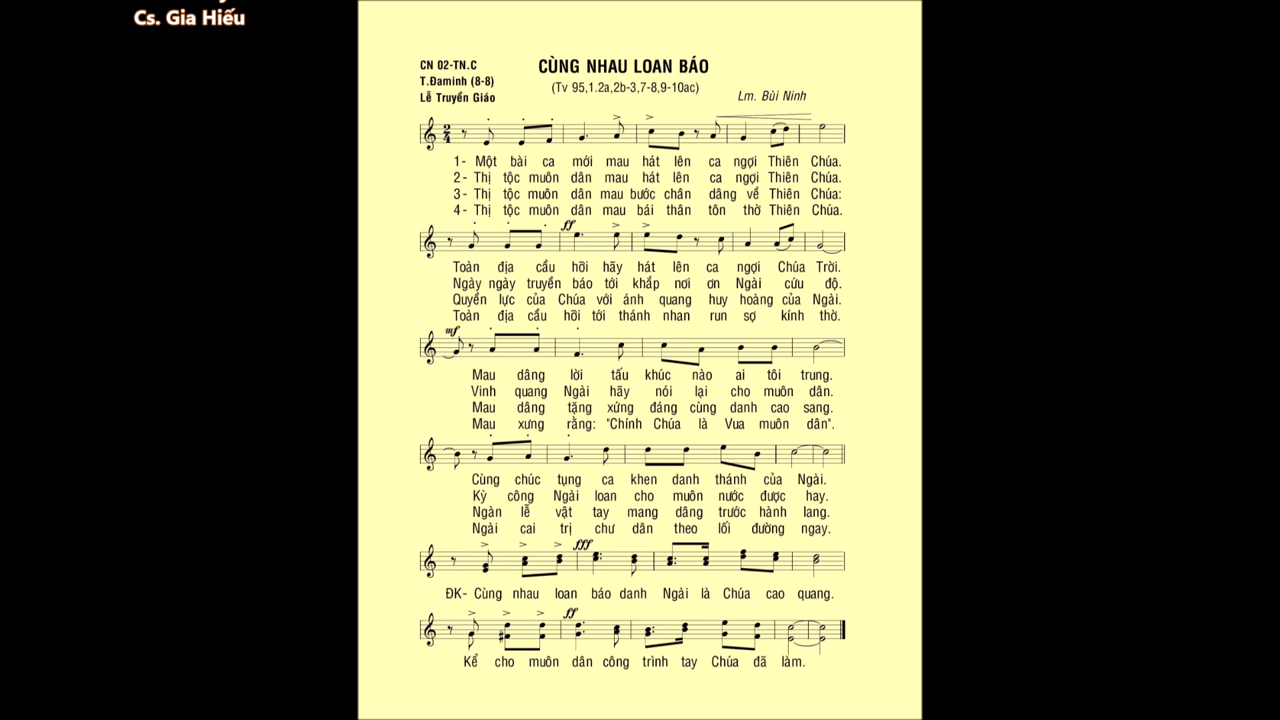 Cs. Gia Hiếu
CN 02-TN.C
T.Đaminh (8-8)
Lễ Truyền Giáo
CÙNG NHAU LOAN BÁO
(Tv 95,1.2a,2b-3,7-8,9-10ac)
Lm. Bùi Ninh
1- Một bài ca mới mau hát lên ca ngợi Thiên Chúa.
2- Thị tộc muôn dân mau hát lên ca ngợi Thiên Chúa.
3- Thị tộc muôn dân mau bước chân dâng về Thiên Chúa:
4- Thị tộc muôn dân mau bái thân tôn thờ Thiên Chúa.
ff
Toàn địa cầu hỡi hãy hát lên ca ngợi Chúa Trời.
Ngày ngày truyền báo tới khắp nơi ơn Ngài cứu độ.
Quyền lực của Chúa với ánh quang huy hoàng của Ngài.
Toàn địa cầu hỡi tới thánh nhan run sợ kính thờ.
mf
Mau dâng lời tấu khúc nào ai tôi trung.
Vinh quang Ngài hãy nói lại cho muôn dân.
Mau dâng tặng xứng đáng cùng danh cao sang.
Mau xưng rằng: "Chính Chúa là Vua muôn dân".
Cùng chúc tụng ca khen danh thánh của Ngài.
Kỳ công Ngài loan cho muôn nước được hay.
Ngàn lễ vật tay mang dâng trước hành lang.
Ngài cai trị chư dân theo lối đường ngay.
fff
ĐK- Cùng nhau loan báo danh Ngài là Chúa cao quang.
ff
Kể cho muôn dân công trình tay Chúa đã làm.